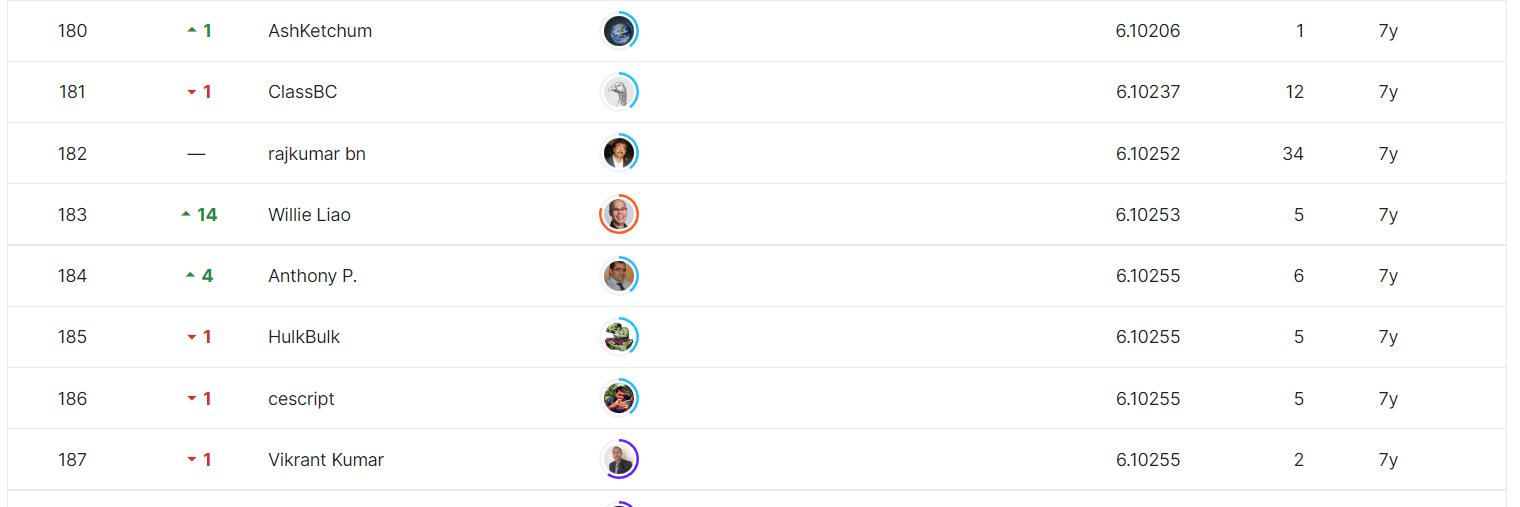 180 1 AshKetchum 6.10206 1 7y
181 1 ClassBC 6.10237 12 7y
182 — rajkumar bn 6.10252 34 7y
183 14 Willie Liao 6.10253 5 7y
184 4 Anthony P. 6.10255 6 7y
185 1 HulkBulk 6.10255 5 7y
186 1 cescript 6.10255 5 7y
187 1 Vikrant Kumar 6.10255 2 7y